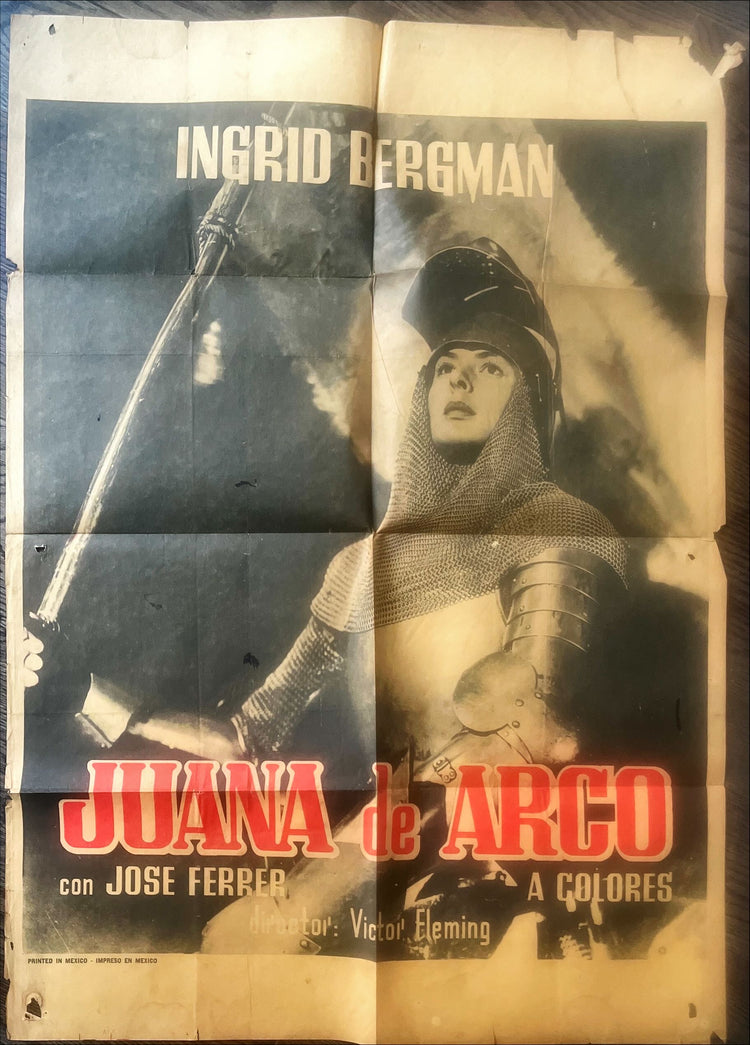 INGRID BERGMAN
JUANA de ARCO
con JOSE FERRER
A COLORES
director: Victor Fleming
PRINTED IN MEXICO - IMPRESO EN MEXICO